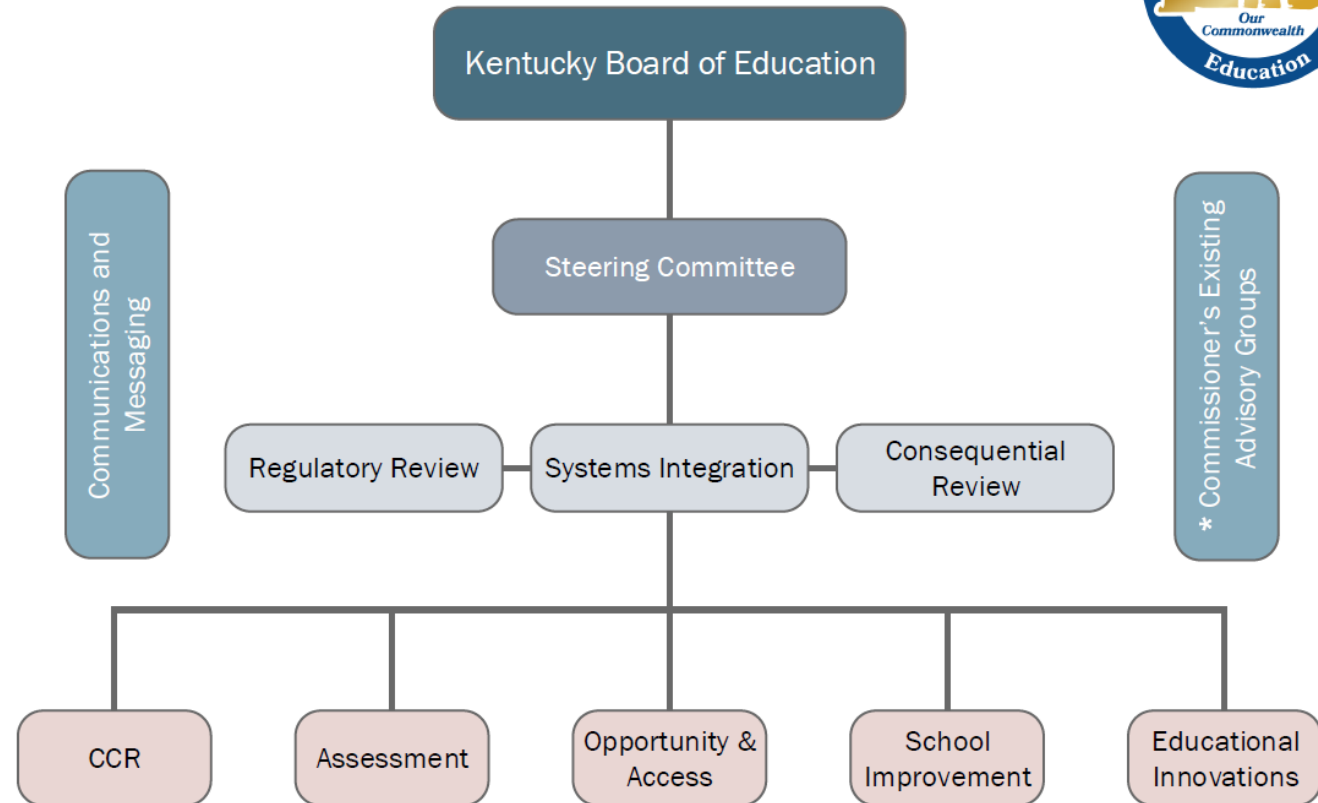 Our
Commonwealth
Education
Kentucky Board of Education
Communications and
Messaging
* Commissioner's Existing
Advisory Groups
Steering Committee
Regulatory Review
Systems Integration
Consequential
Review
CCR
Assessment
Opportunity &
Access
School
Improvement
Educational
Innovations